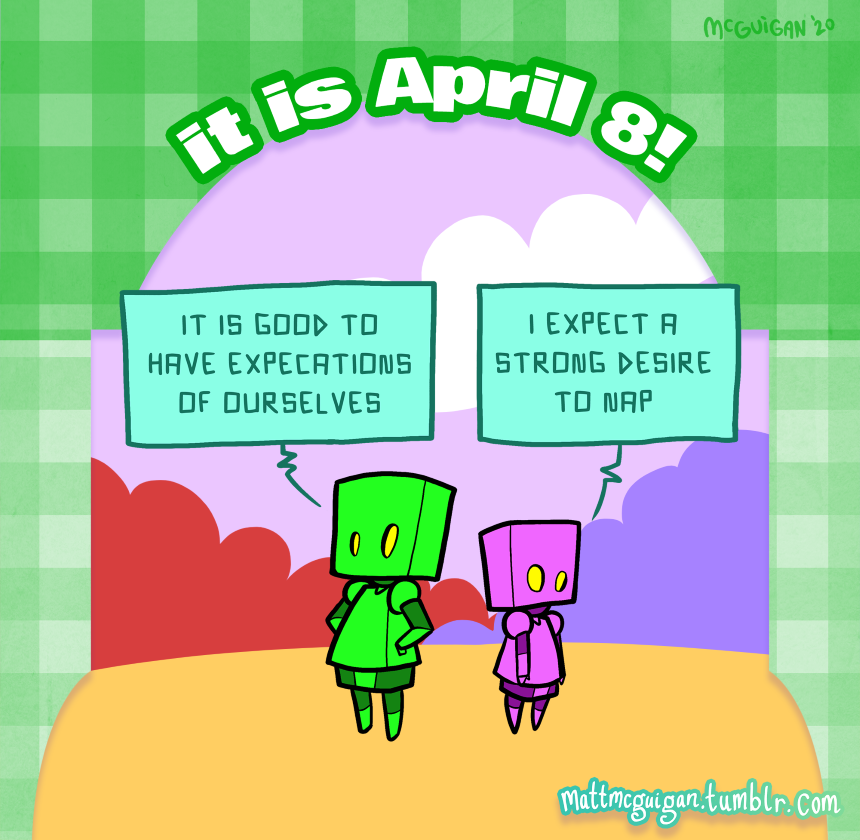 McGUiGAN '20
it is April 8!
IT IS GOOD TO
HAVE EXPECATIONS
OF OURSELVES
I EXPECT A
STRONG DESIRE
TO NAP
mattmcguigan.tumblr.com